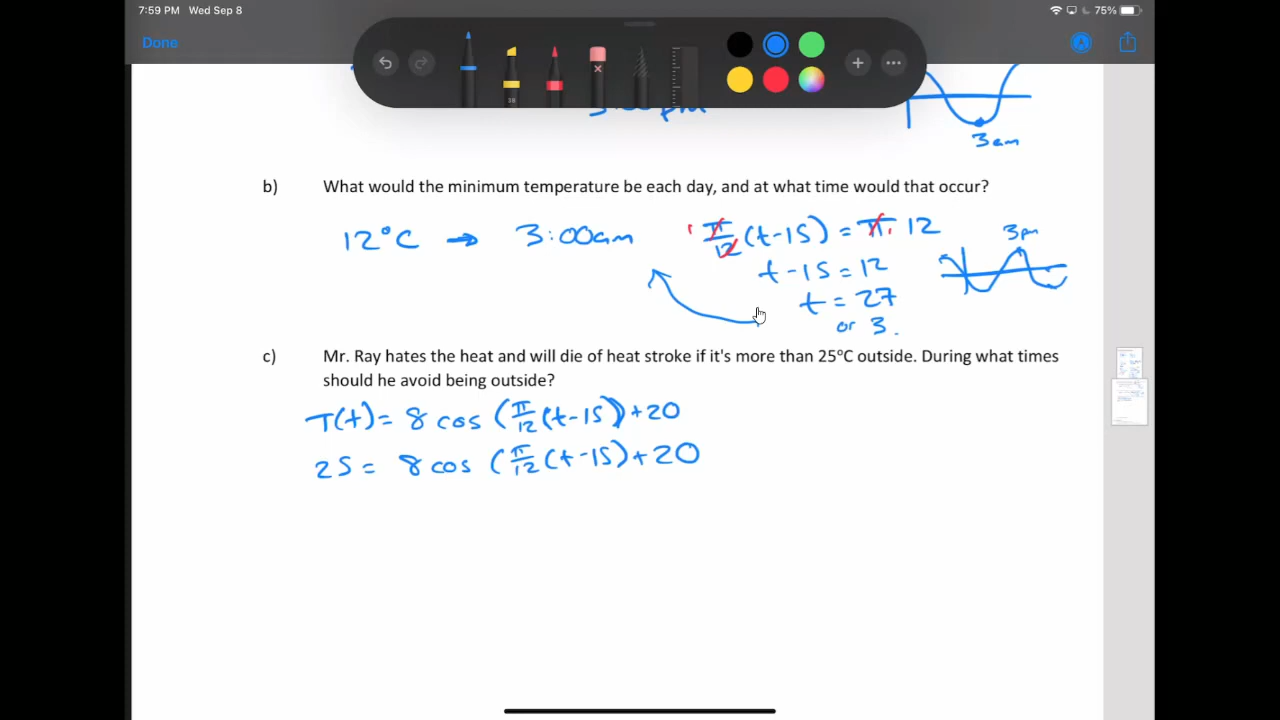 7:59 PM Wed Sep 8
75%
Done
3am
b) What would the minimum temperature be each day, and at what time would that occur?
12°C → 3:00am
1 π/12 (t-15) = π. 12
t-15 = 12
t = 27
or 3.
3pm
c) Mr. Ray hates the heat and will die of heat stroke if it's more than 25°C outside. During what times
should he avoid being outside?
T(t) = 8 cos (π/12 (t-15)) +20
25 = 8 cos (π/12 (t-15) +20